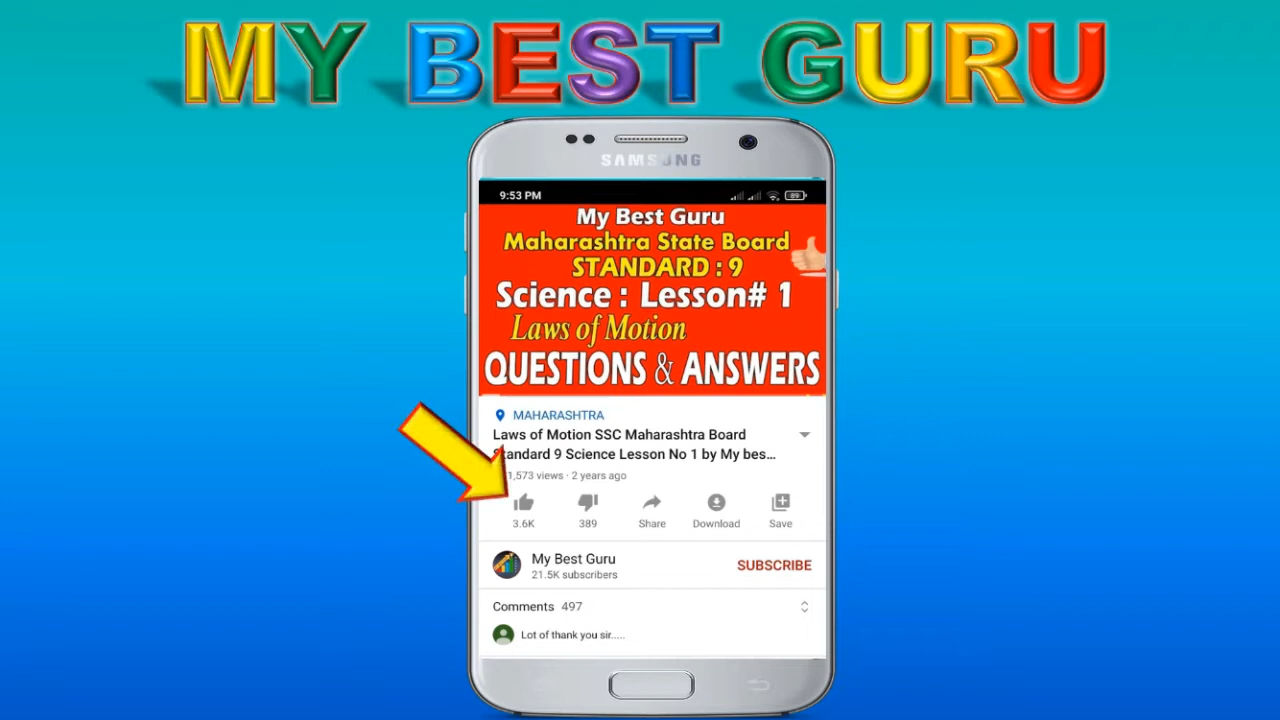 MY BEST GURU
SAMSUNG
9:53 PM
89
My Best Guru
Maharashtra State Board
STANDARD : 9
Science : Lesson# 1
Laws of Motion
QUESTIONS & ANSWERS
MAHARASHTRA
Laws of Motion SSC Maharashtra Board
Standard 9 Science Lesson No 1 by My bes...
1,573 views · 2 years ago
3.6K 389 Share Download Save
My Best Guru
21.5K subscribers
SUBSCRIBE
Comments 497
Lot of thank you sir.....